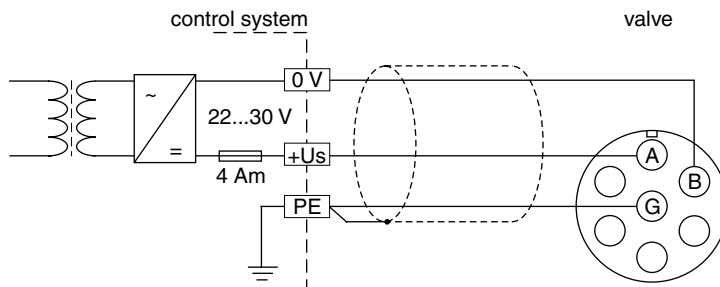 control system
valve
0 V
~
22...30 V
A
=
+Us
B
4 Am
PE
G